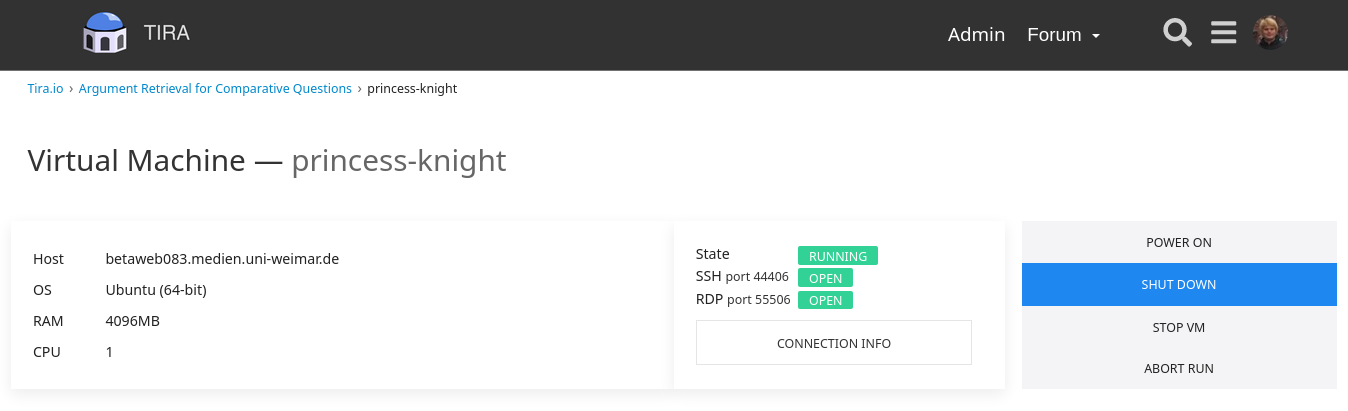 TIRA
Admin Forum
Tira.io › Argument Retrieval for Comparative Questions › princess-knight
Virtual Machine — princess-knight
Host betaweb083.medien.uni-weimar.de
OS Ubuntu (64-bit)
RAM 4096MB
CPU 1
State RUNNING
SSH port 44406 OPEN
RDP port 55506 OPEN
CONNECTION INFO
POWER ON
SHUT DOWN
STOP VM
ABORT RUN